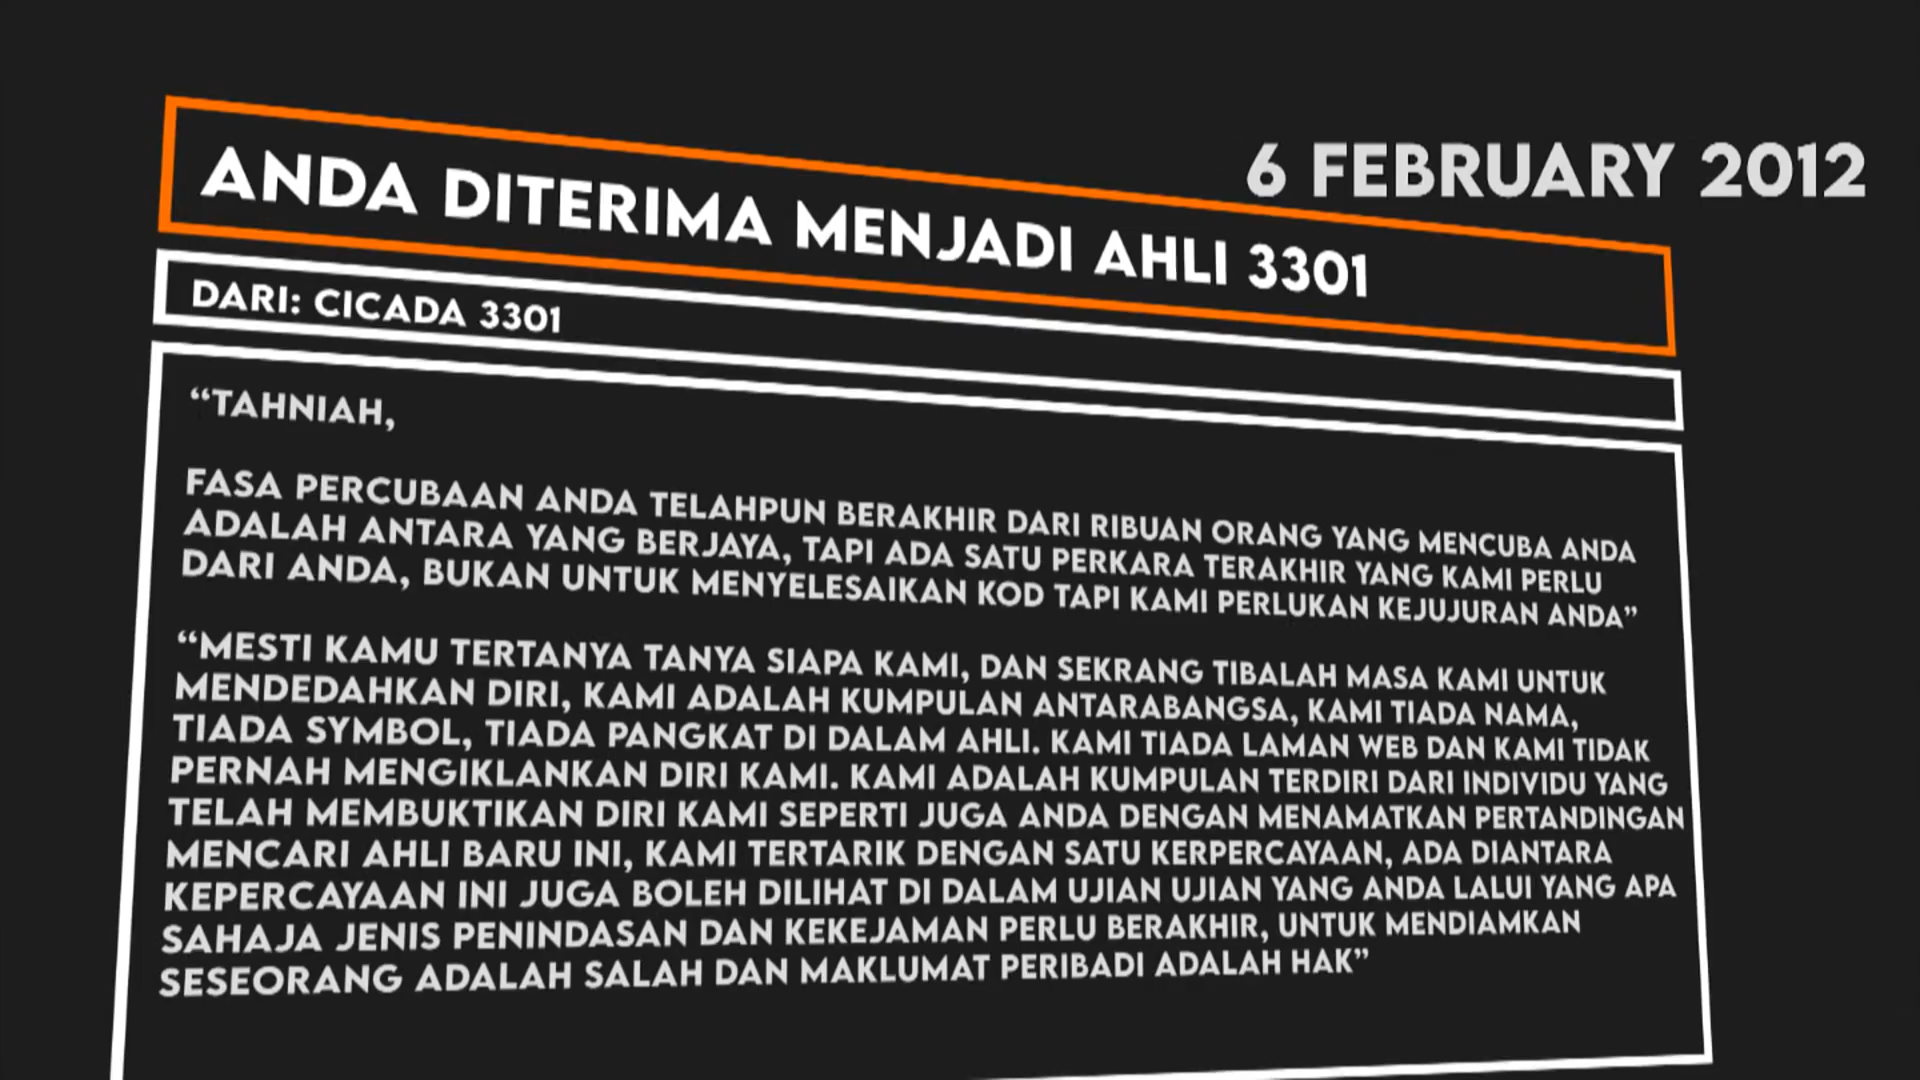 6 FEBRUARY 2012
ANDA DITERIMA MENJADI AHLI 3301
DARI: CICADA 3301
“TAHNIAH,
FASA PERCUBAAN ANDA TELAHPUN BERAKHIR DARI RIBUAN ORANG YANG MENCUBA ANDA
ADALAH ANTARA YANG BERJAYA, TAPI ADA SATU PERKARA TERAKHIR YANG KAMI PERLU
DARI ANDA, BUKAN UNTUK MENYELESAIKAN KOD TAPI KAMI PERLUKAN KEJUJURAN ANDA”
“MESTI KAMU TERTANYA TANYA SIAPA KAMI, DAN SEKRANG TIBALAH MASA KAMI UNTUK
MENDEDAHKAN DIRI, KAMI ADALAH KUMPULAN ANTARABANGSA, KAMI TIADA NAMA,
TIADA SYMBOL, TIADA PANGKAT DI DALAM AHLI. KAMI TIADA LAMAN WEB DAN KAMI TIDAK
PERNAH MENGIKLANKAN DIRI KAMI. KAMI ADALAH KUMPULAN TERDIRI DARI INDIVIDU YANG
TELAH MEMBUKTIKAN DIRI KAMI SEPERTI JUGA ANDA DENGAN MENAMATKAN PERTANDINGAN
MENCARI AHLI BARU INI, KAMI TERTARIK DENGAN SATU KERPERCAYAAN, ADA DIANTARA
KEPERCAYAAN INI JUGA BOLEH DILIHAT DI DALAM UJIAN UJIAN YANG ANDA LALUI YANG APA
SAHAJA JENIS PENINDASAN DAN KEKEJAMAN PERLU BERAKHIR, UNTUK MENDIAMKAN
SESEORANG ADALAH SALAH DAN MAKLUMAT PERIBADI ADALAH HAK”